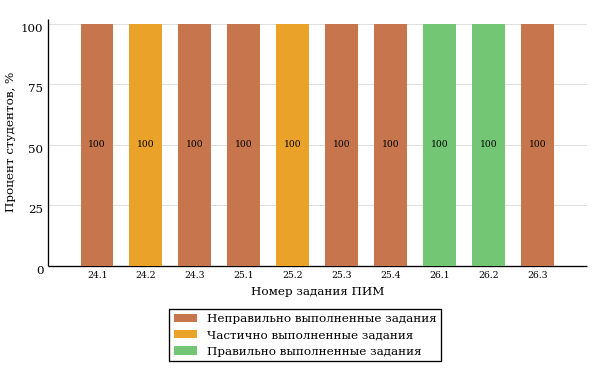 Процент студентов, %
100
75
50
25
0
100 100 100 100 100 100 100 100 100 100
24.1 24.2 24.3 25.1 25.2 25.3 25.4 26.1 26.2 26.3
Номер задания ПИМ
Неправильно выполненные задания
Частично выполненные задания
Правильно выполненные задания